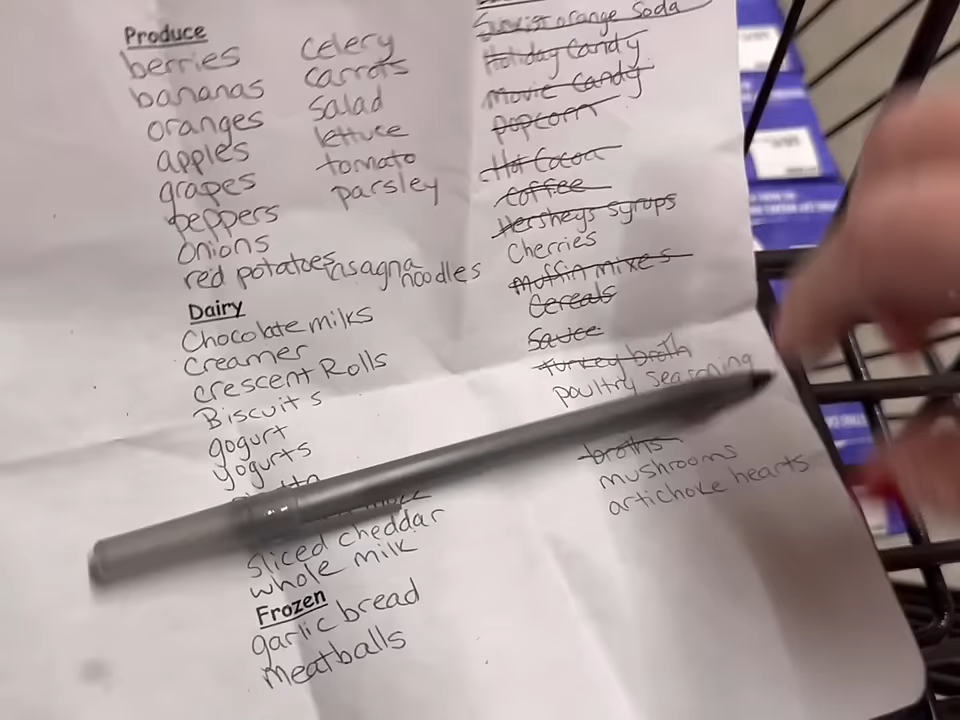 Produce
berries
bananas
oranges
apples
grapes
peppers
onions
red potatoes
celery
carrots
salad
lettuce
tomato
parsley
lasagna noodles
Dairy
Chocolate milks
creamer
crescent Rolls
Biscuits
gogurt
yogurts
sliced cheddar
whole milk
Frozen
garlic bread
meatballs
Sunkist orange Soda
Holiday Candy
Movie Candy
popcorn
Hot Cocoa
coffee
Hersheys Syrups
Cherries
muffin mixes
Cereals
Sauce
turkey broth
poultry seasoning
broths
mushrooms
artichoke hearts